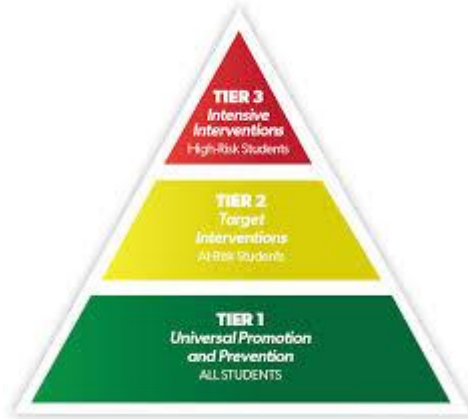 TIER 3
Intensive
Interventions
High-Risk Students
TIER 2
Target
Interventions
At-Risk Students
TIER 1
Universal Promotion
and Prevention
ALL STUDENTS